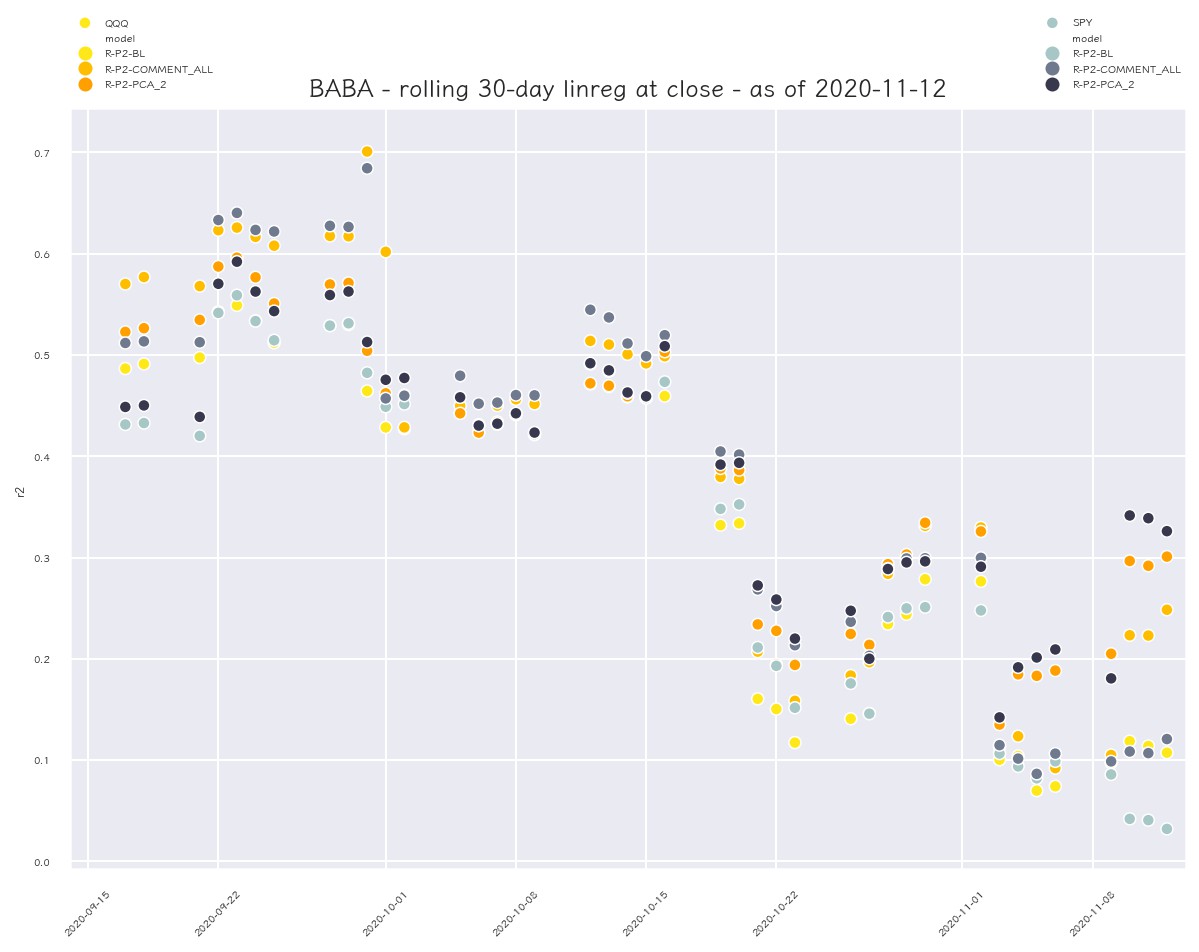 QQQ
model
R-P2-BL
R-P2-COMMENT_ALL
R-P2-PCA_2
SPY
model
R-P2-BL
R-P2-COMMENT_ALL
R-P2-PCA_2
BABA - rolling 30-day linreg at close - as of 2020-11-12
0.7
0.6
0.5
0.4
0.3
0.2
0.1
0.0
r2
2020-09-15
2020-09-22
2020-10-01
2020-10-08
2020-10-15
2020-10-22
2020-11-01
2020-11-08